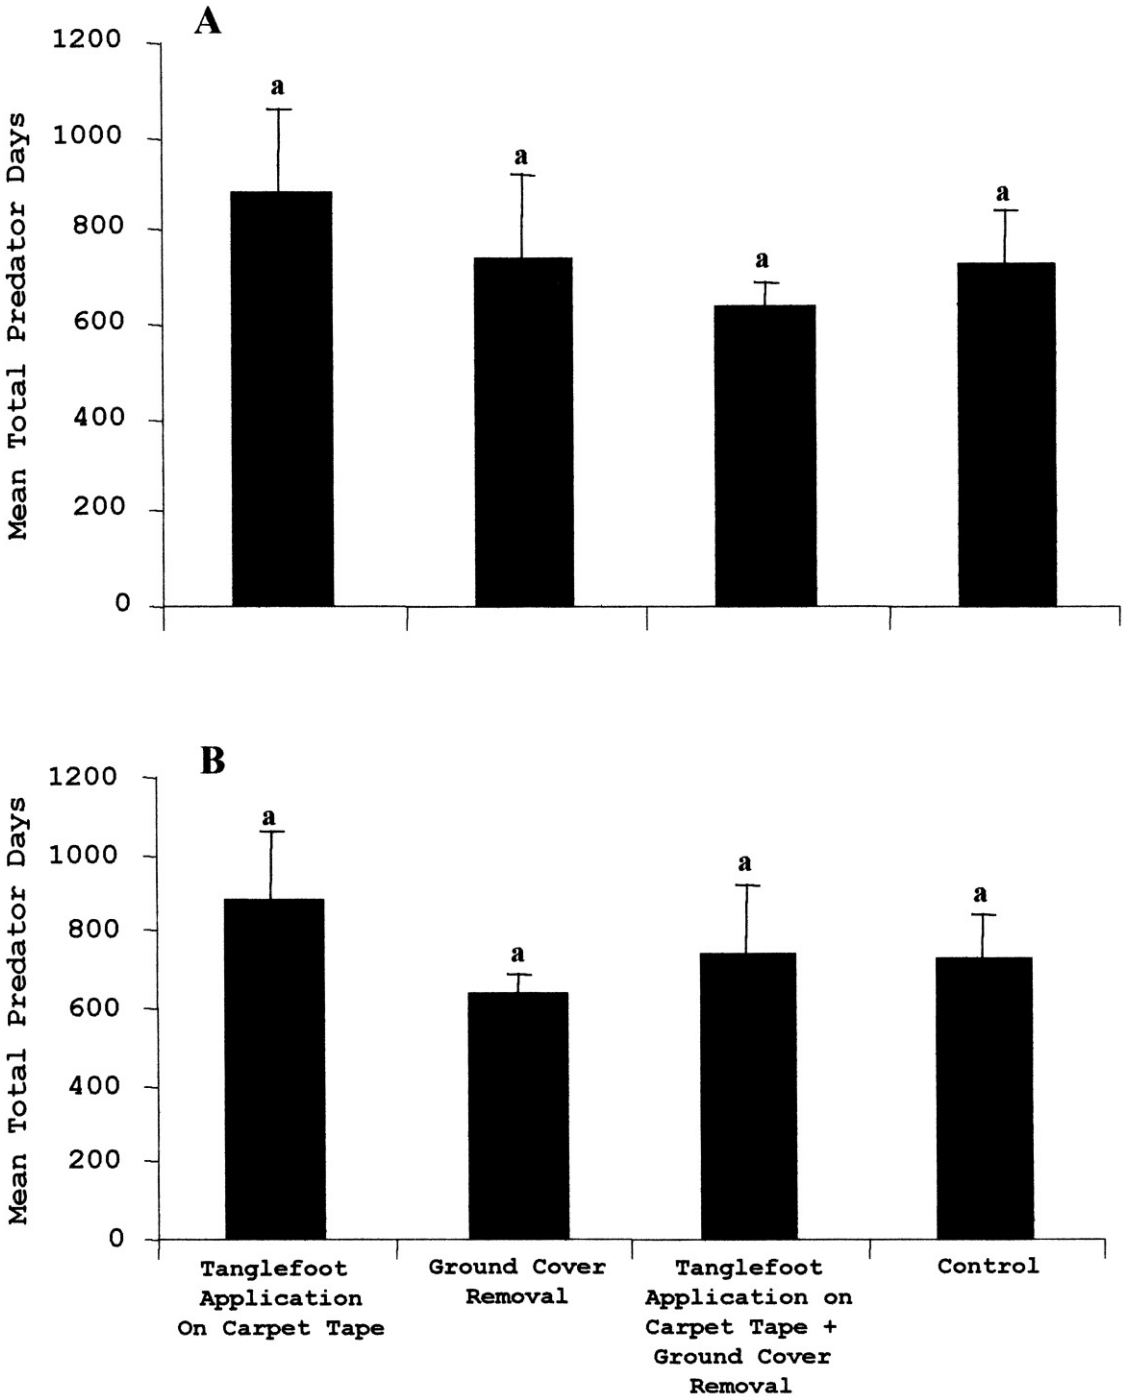 A
1200
1000
800
600
400
200
0
Mean Total Predator Days
a
a
a
a
B
1200
1000
800
600
400
200
0
Mean Total Predator Days
a
a
a
a
Tanglefoot
Application
On Carpet Tape
Ground Cover
Removal
Tanglefoot
Application on
Carpet Tape +
Ground Cover
Removal
Control